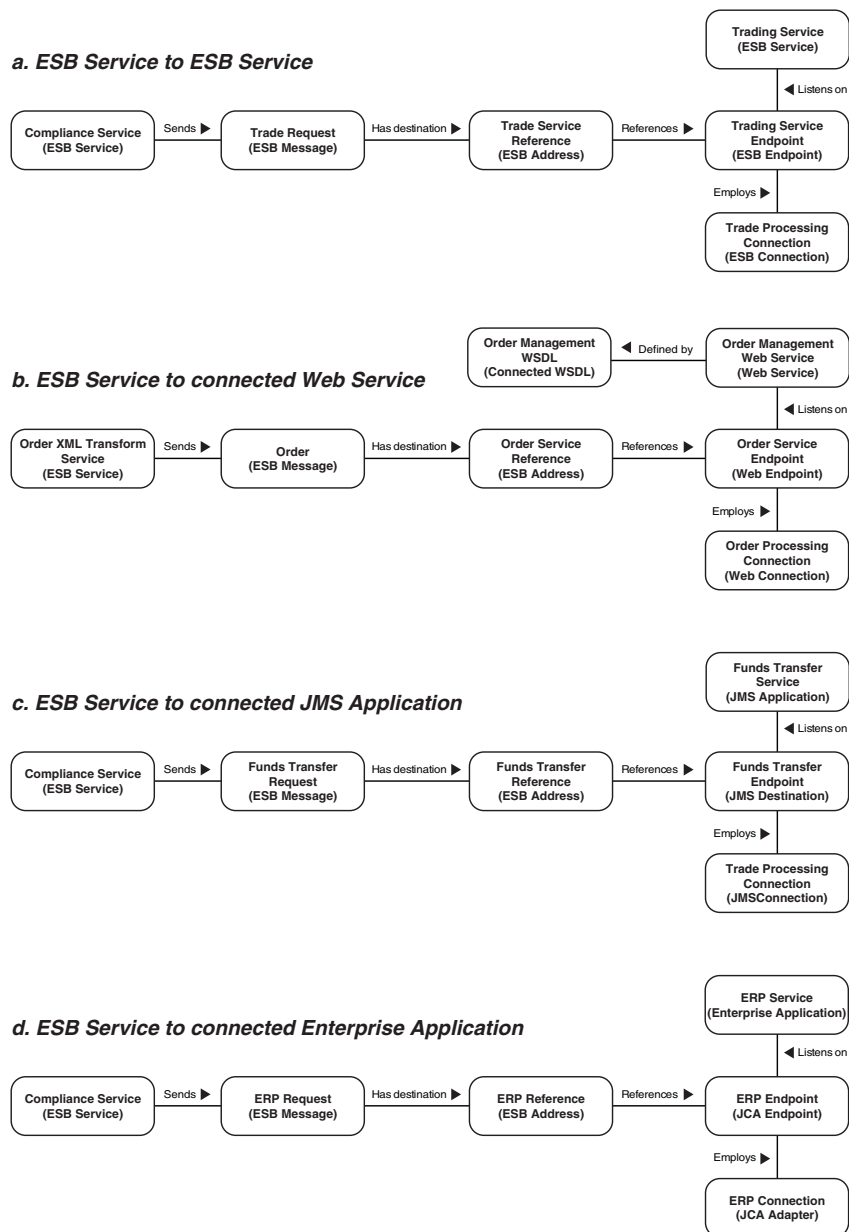 Trading Service
(ESB Service)
a. ESB Service to ESB Service
◀ Listens on
Compliance Service
(ESB Service)
Sends ▶
Trade Request
(ESB Message)
Has destination ▶
Trade Service
Reference
(ESB Address)
References ▶
Trading Service
Endpoint
(ESB Endpoint)
Employs ▶
Trade Processing
Connection
(ESB Connection)
Order Management
WSDL
(Connected WSDL)
◀ Defined by
Order Management
Web Service
(Web Service)
b. ESB Service to connected Web Service
◀ Listens on
Order XML Transform
Service
(ESB Service)
Sends ▶
Order
(ESB Message)
Has destination ▶
Order Service
Reference
(ESB Address)
References ▶
Order Service
Endpoint
(Web Endpoint)
Employs ▶
Order Processing
Connection
(Web Connection)
Funds Transfer
Service
(JMS Application)
c. ESB Service to connected JMS Application
◀ Listens on
Compliance Service
(ESB Service)
Sends ▶
Funds Transfer
Request
(ESB Message)
Has destination ▶
Funds Transfer
Reference
(ESB Address)
References ▶
Funds Transfer
Endpoint
(JMS Destination)
Employs ▶
Trade Processing
Connection
(JMSConnection)
ERP Service
(Enterprise Application)
d. ESB Service to connected Enterprise Application
◀ Listens on
Compliance Service
(ESB Service)
Sends ▶
ERP Request
(ESB Message)
Has destination ▶
ERP Reference
(ESB Address)
References ▶
ERP Endpoint
(JCA Endpoint)
Employs ▶
ERP Connection
(JCA Adapter)